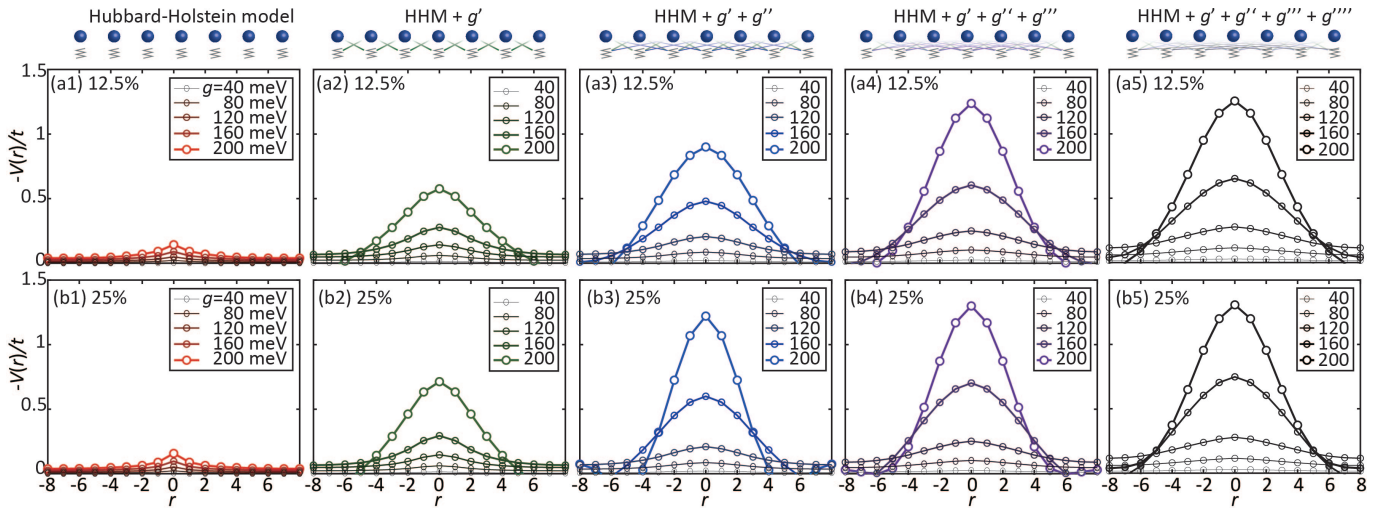 Hubbard-Holstein model
HHM + g’
HHM + g’ + g’’
HHM + g’ + g’’ + g’’’
HHM + g’ + g’’ + g’’’ + g’’’’
1.5
1
0.5
0
-V(r)/t
(a1) 12.5%
g=40 meV
80 meV
120 meV
160 meV
200 meV
(a2) 12.5%
40
80
120
160
200
(a3) 12.5%
40
80
120
160
200
(a4) 12.5%
40
80
120
160
200
(a5) 12.5%
40
80
120
160
200
1.5
1
0.5
0
-V(r)/t
(b1) 25%
g=40 meV
80 meV
120 meV
160 meV
200 meV
(b2) 25%
40
80
120
160
200
(b3) 25%
40
80
120
160
200
(b4) 25%
40
80
120
160
200
(b5) 25%
40
80
120
160
200
-8 -6 -4 -2 0 2 4 6
-8 -6 -4 -2 0 2 4 6
-8 -6 -4 -2 0 2 4 6
-8 -6 -4 -2 0 2 4 6
-8 -6 -4 -2 0 2 4 6 8
r
r
r
r
r